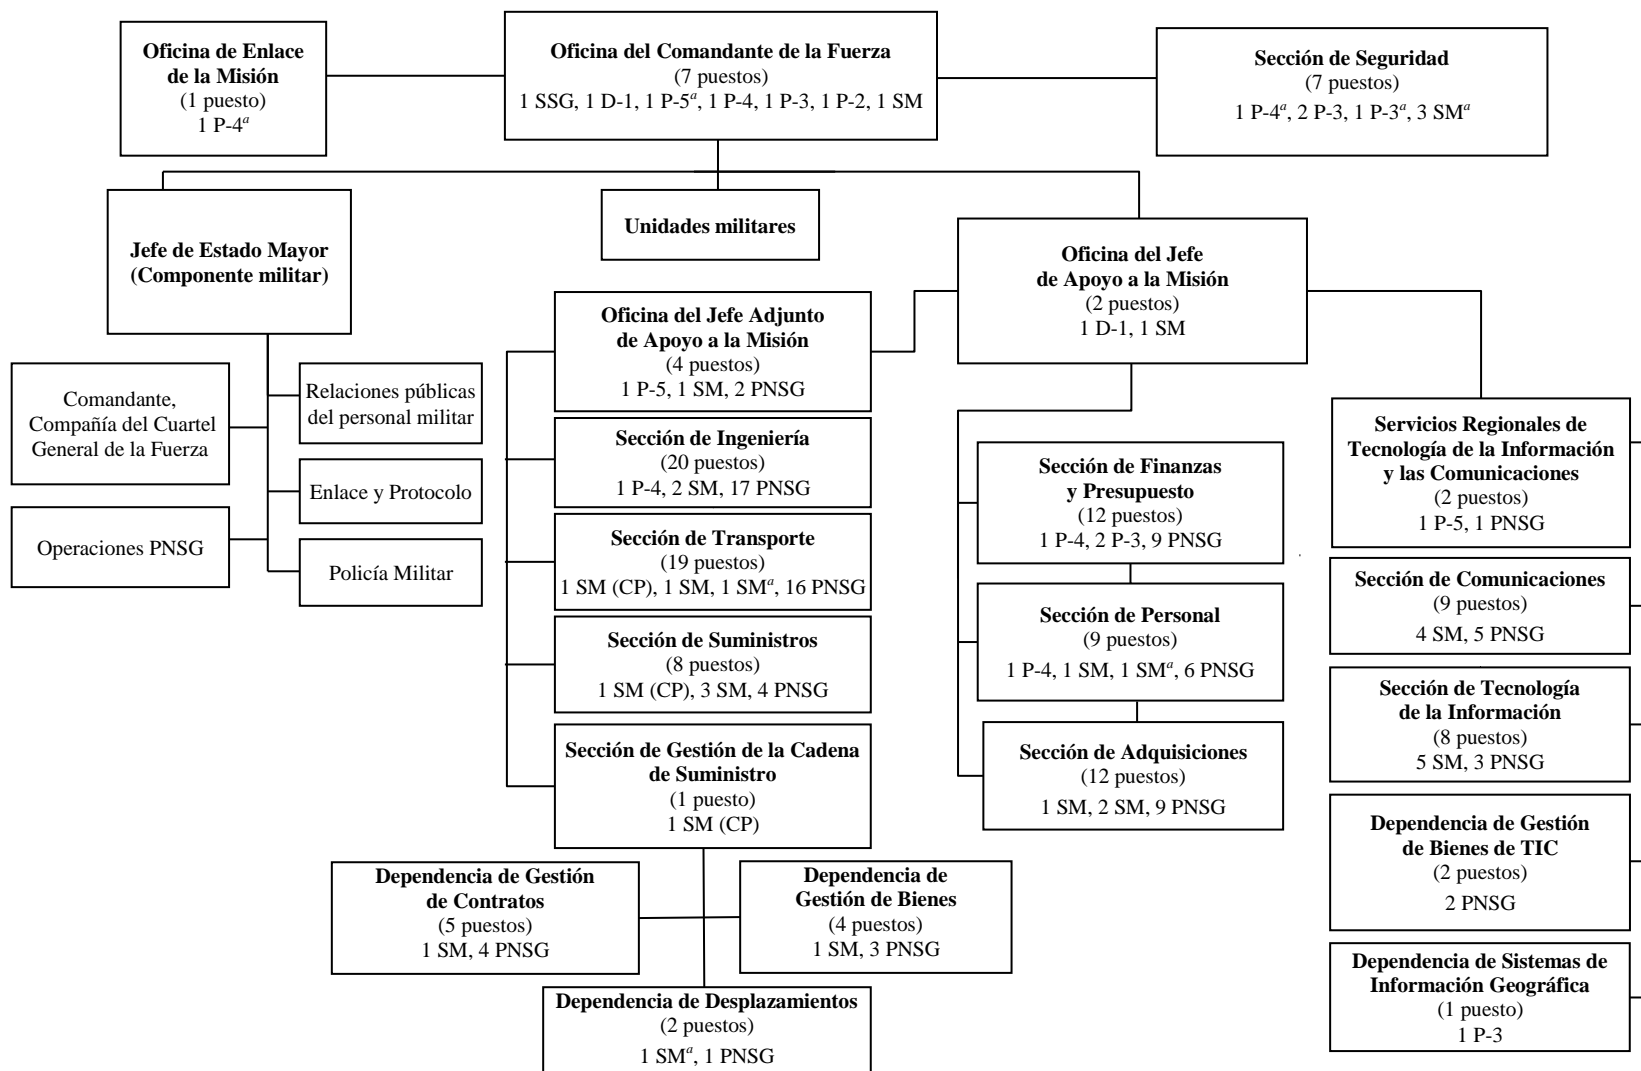 Oficina de Enlace
de la Misión
(1 puesto)
1 P-4a
Oficina del Comandante de la Fuerza
(7 puestos)
1 SSG, 1 D-1, 1 P-5a, 1 P-4, 1 P-3, 1 P-2, 1 SM
Sección de Seguridad
(7 puestos)
1 P-4a, 2 P-3, 1 P-3a, 3 SMa
Jefe de Estado Mayor
(Componente militar)
Unidades militares
Oficina del Jefe
de Apoyo a la Misión
(2 puestos)
1 D-1, 1 SM
Comandante,
Compañía del Cuartel
General de la Fuerza
Relaciones públicas
del personal militar
Operaciones PNSG
Enlace y Protocolo
Policía Militar
Oficina del Jefe Adjunto
de Apoyo a la Misión
(4 puestos)
1 P-5, 1 SM, 2 PNSG
Sección de Ingeniería
(20 puestos)
1 P-4, 2 SM, 17 PNSG
Sección de Transporte
(19 puestos)
1 SM (CP), 1 SM, 1 SMa, 16 PNSG
Sección de Suministros
(8 puestos)
1 SM (CP), 3 SM, 4 PNSG
Sección de Gestión de la Cadena
de Suministro
(1 puesto)
1 SM (CP)
Dependencia de Gestión
de Contratos
(5 puestos)
1 SM, 4 PNSG
Dependencia de
Gestión de Bienes
(4 puestos)
1 SM, 3 PNSG
Dependencia de Desplazamientos
(2 puestos)
1 SMa, 1 PNSG
Sección de Finanzas
y Presupuesto
(12 puestos)
1 P-4, 2 P-3, 9 PNSG
Sección de Personal
(9 puestos)
1 P-4, 1 SM, 1 SMa, 6 PNSG
Sección de Adquisiciones
(12 puestos)
1 SM, 2 SM, 9 PNSG
Servicios Regionales de
Tecnología de la Información
y las Comunicaciones
(2 puestos)
1 P-5, 1 PNSG
Sección de Comunicaciones
(9 puestos)
4 SM, 5 PNSG
Sección de Tecnología
de la Información
(8 puestos)
5 SM, 3 PNSG
Dependencia de Gestión
de Bienes de TIC
(2 puestos)
2 PNSG
Dependencia de Sistemas de
Información Geográfica
(1 puesto)
1 P-3